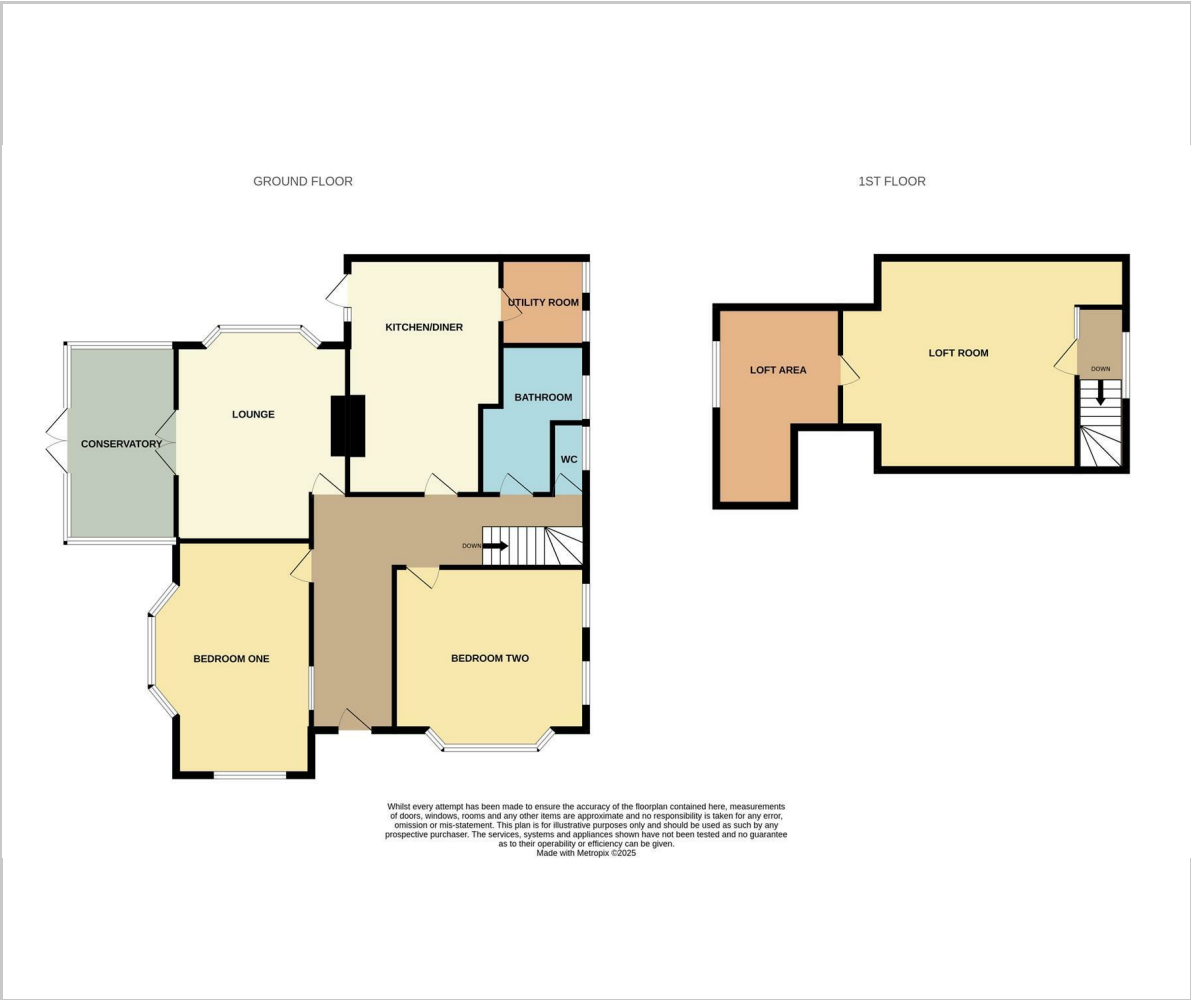 GROUND FLOOR
1ST FLOOR
KITCHEN/DINER
UTILITY ROOM
BATHROOM
LOUNGE
CONSERVATORY
WC
DOWN
BEDROOM ONE
BEDROOM TWO
LOFT AREA
LOFT ROOM
DOWN
Whilst every attempt has been made to ensure the accuracy of the floorplan contained here, measurements
of doors, windows, rooms and any other items are approximate and no responsibility is taken for any error,
omission or mis-statement. This plan is for illustrative purposes only and should be used as such by any
prospective purchaser. The services, systems and appliances shown have not been tested and no guarantee
as to their operability or efficiency can be given.
Made with Metropix ©2025